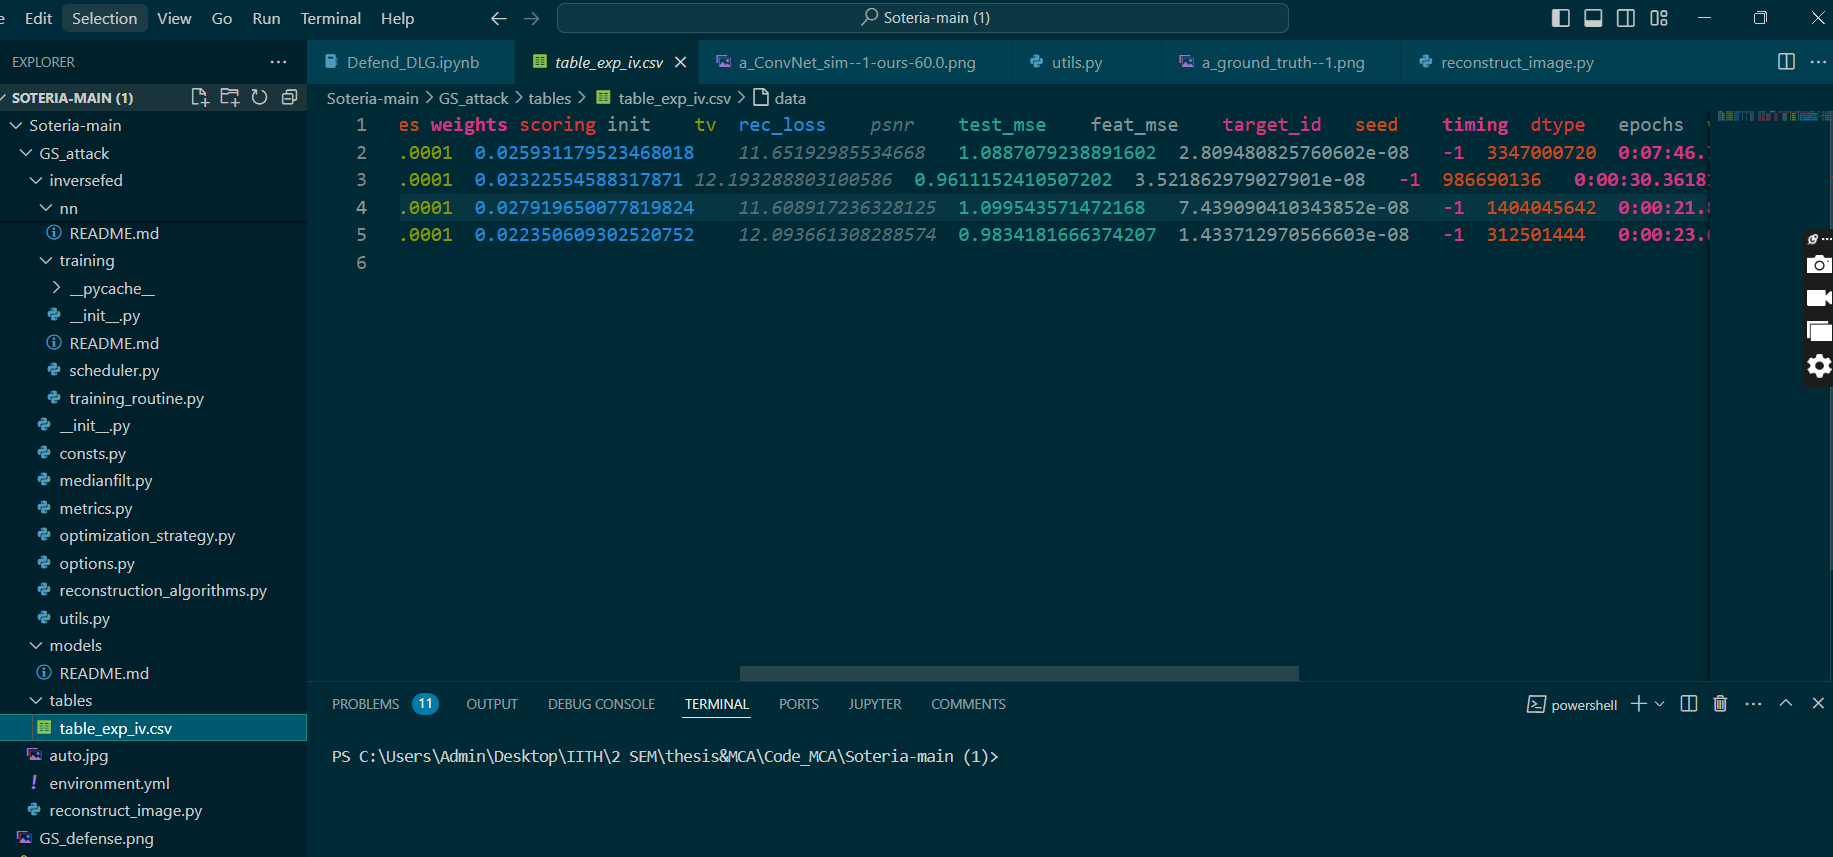 Edit Selection View Go Run Terminal Help Soteria-main (1)
EXPLORER
Defend_DLG.ipynb table_exp_iv.csv a_ConvNet_sim--1-ours-60.0.png utils.py a_ground_truth--1.png reconstruct_image.py
SOTERIA-MAIN (1)
Soteria-main > GS_attack > tables > table_exp_iv.csv > data
Soteria-main
GS_attack
inversefed
nn
README.md
training
__pycache__
__init__.py
README.md
scheduler.py
training_routine.py
__init__.py
consts.py
medianfilt.py
metrics.py
optimization_strategy.py
options.py
reconstruction_algorithms.py
utils.py
models
README.md
tables
table_exp_iv.csv
auto.jpg
environment.yml
reconstruct_image.py
GS_defense.png
1 es weights scoring init tv rec_loss psnr test_mse feat_mse target_id seed timing dtype epochs
2 .0001 0.025931179523468018 11.65192985534668 1.0887079238891602 2.809480825760602e-08 -1 3347000720 0:07:46.
3 .0001 0.023225545883178​71 12.193288803100586 0.9611152410507202 3.521862979027901e-08 -1 986690136 0:00:30.3618
4 .0001 0.027919650077819824 11.608917236328125 1.099543571472168 7.439090410343852e-08 -1 1404045642 0:00:21.
5 .0001 0.0223506093025207​52 12.093661308288574 0.9834181666374207 1.433712970566603e-08 -1 312501444 0:00:23.
6
PROBLEMS 11 OUTPUT DEBUG CONSOLE TERMINAL PORTS JUPYTER COMMENTS powershell
PS C:\Users\Admin\Desktop\IITH\2 SEM\thesis&MCA\Code_MCA\Soteria-main (1)>